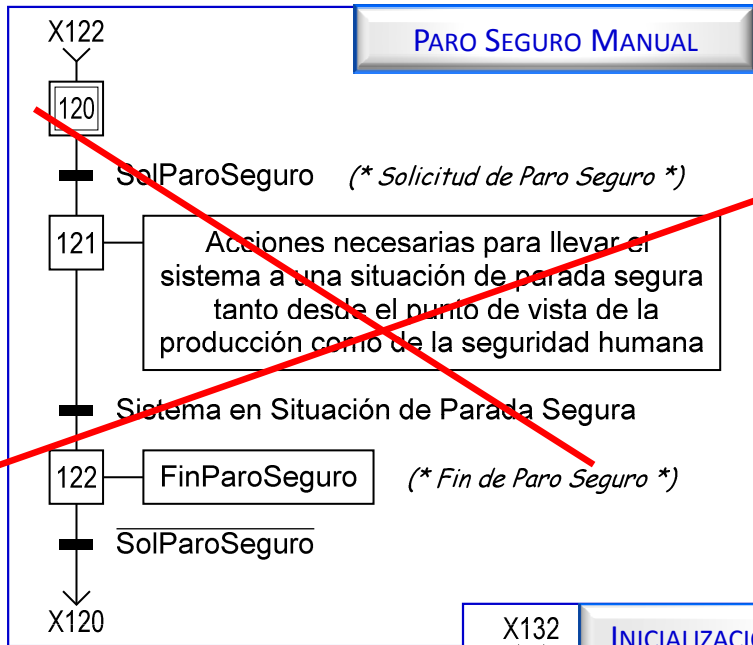 X122
PARO SEGURO MANUAL
120
SolParoSeguro (* Solicitud de Paro Seguro *)
121
Acciones necesarias para llevar el
sistema a una situación de parada segura
tanto desde el punto de vista de la
producción como de la seguridad humana
Sistema en Situación de Parada Segura
122 FinParoSeguro (* Fin de Paro Seguro *)
SolParoSeguro
X120
X132